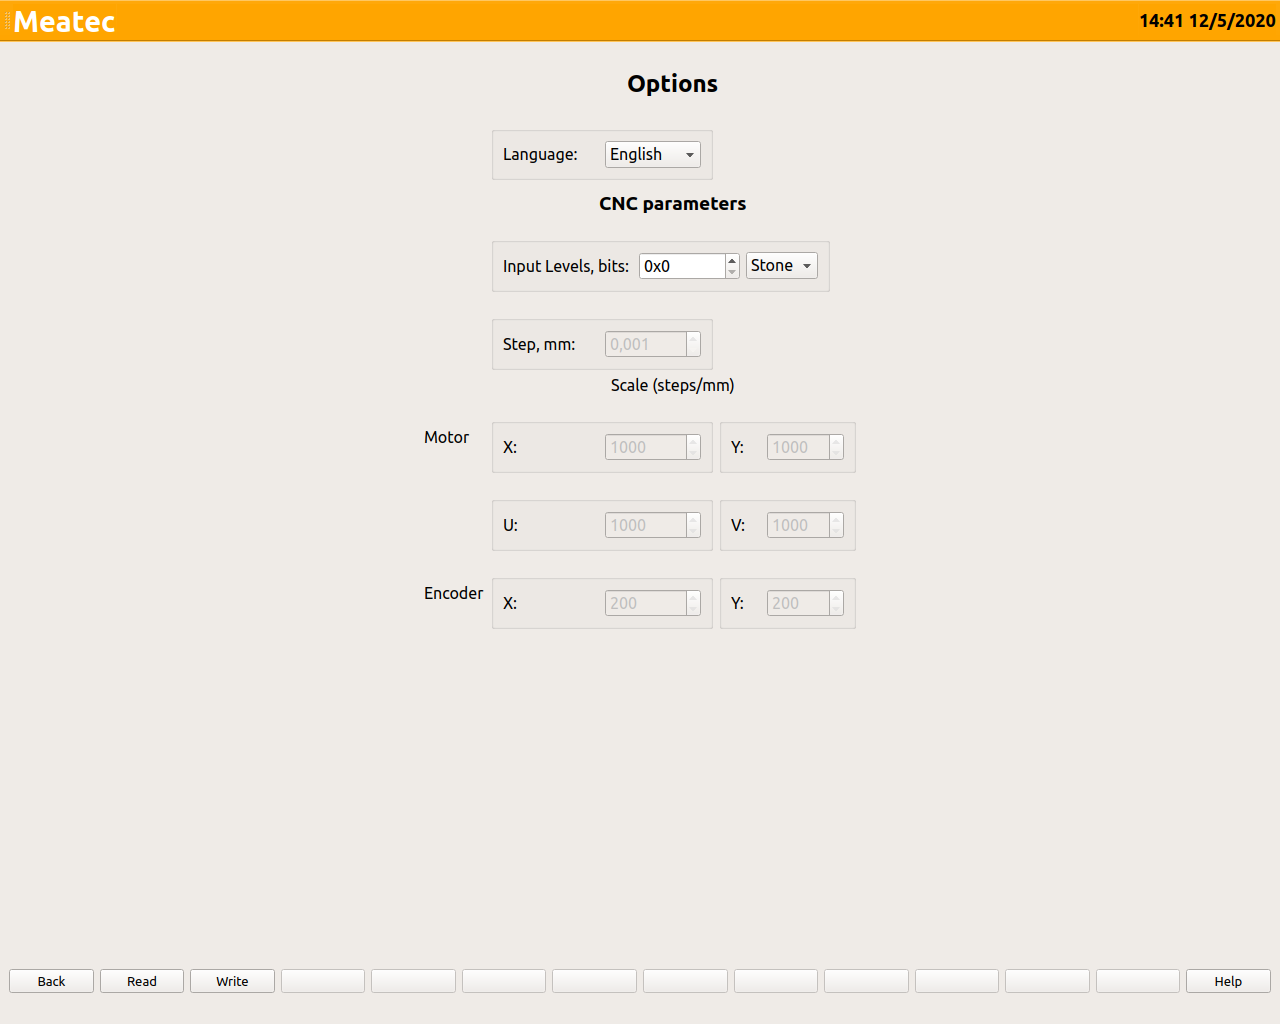 Meatec 14:41 12/5/2020
Options
Language: English
CNC parameters
Input Levels, bits: 0x0 Stone
Step, mm: 0,001
Scale (steps/mm)
Motor X: 1000 Y: 1000
U: 1000 V: 1000
Encoder X: 200 Y: 200
Back Read Write Help